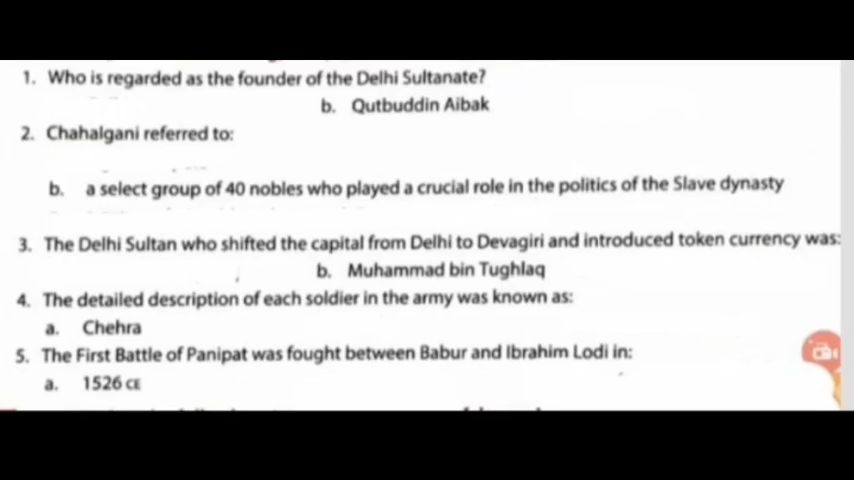 1. Who is regarded as the founder of the Delhi Sultanate?
b. Qutbuddin Aibak
2. Chahalgani referred to:
b. a select group of 40 nobles who played a crucial role in the politics of the Slave dynasty
3. The Delhi Sultan who shifted the capital from Delhi to Devagiri and introduced token currency was:
b. Muhammad bin Tughlaq
4. The detailed description of each soldier in the army was known as:
a. Chehra
5. The First Battle of Panipat was fought between Babur and Ibrahim Lodi in:
a. 1526 CE